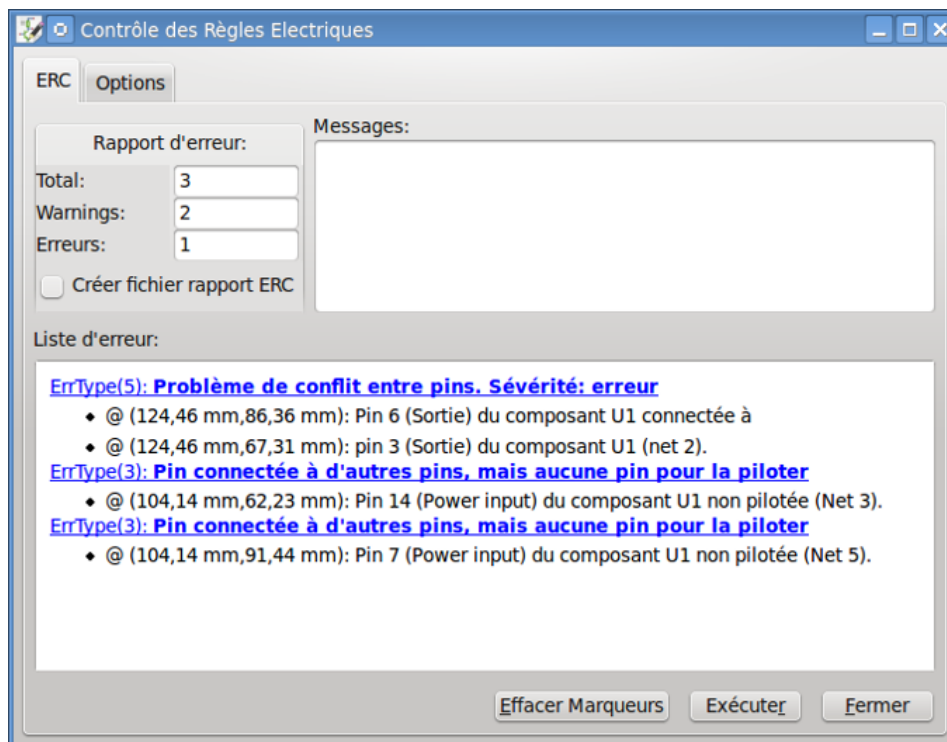 Contrôle des Règles Electriques
ERC Options
Rapport d'erreur:
Messages:
Total: 3
Warnings: 2
Erreurs: 1
Créer fichier rapport ERC
Liste d'erreur:
ErrType(5): Problème de conflit entre pins. Sévérité: erreur
@ (124,46 mm,86,36 mm): Pin 6 (Sortie) du composant U1 connectée à
@ (124,46 mm,67,31 mm): pin 3 (Sortie) du composant U1 (net 2).
ErrType(3): Pin connectée à d'autres pins, mais aucune pin pour la piloter
@ (104,14 mm,62,23 mm): Pin 14 (Power input) du composant U1 non pilotée (Net 3).
ErrType(3): Pin connectée à d'autres pins, mais aucune pin pour la piloter
@ (104,14 mm,91,44 mm): Pin 7 (Power input) du composant U1 non pilotée (Net 5).
Effacer Marqueurs Exécuter Fermer